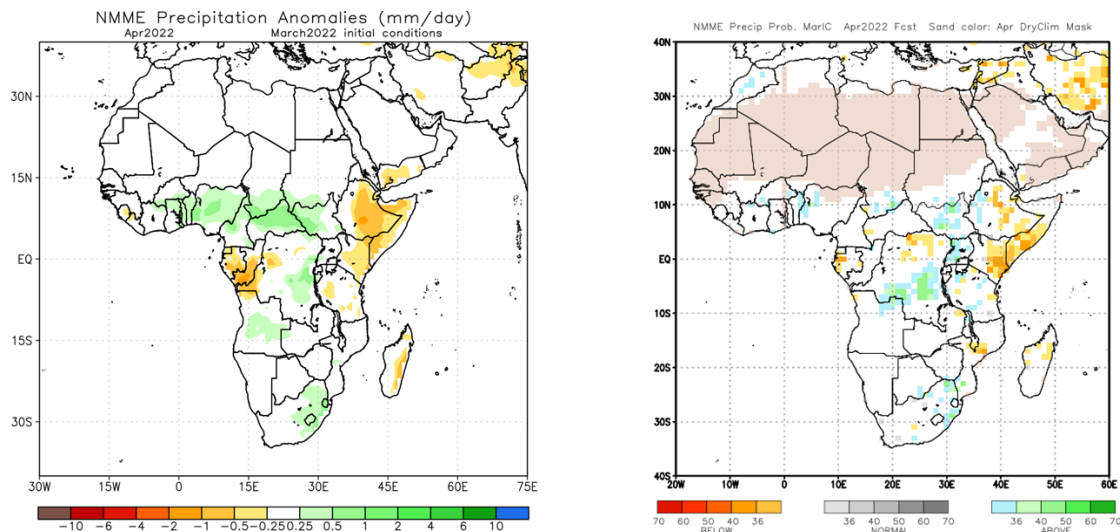 NMME Precipitation Anomalies (mm/day)
Apr2022 March2022 initial conditions
30N
15N
EQ
15S
30S
30W 15W 0 15E 30E 45E 60E 75E
-10 -6 -4 -2 -1 -0.5 -0.25 0.25 0.5 1 2 4 6 10
NMME Precip Prob. MarIC Apr2022 Fcst Sand color: Apr DryClim Mask
40N
30N
20N
10N
EQ
10S
20S
30S
40S
20W 10W 0 10E 20E 30E 40E 50E 60E
70 60 50 40 36
BELOW
36 40 50 60 70
NORMAL
36 40 50 60 70
ABOVE